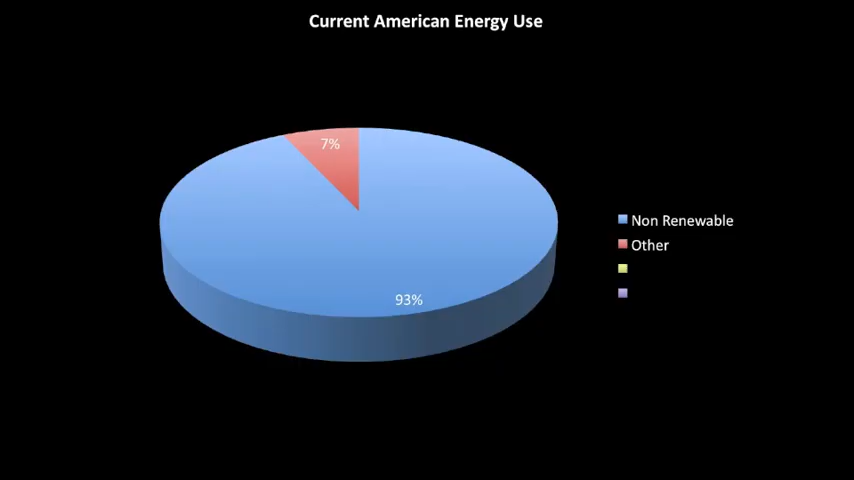 Current American Energy Use
7%
93%
Non Renewable
Other